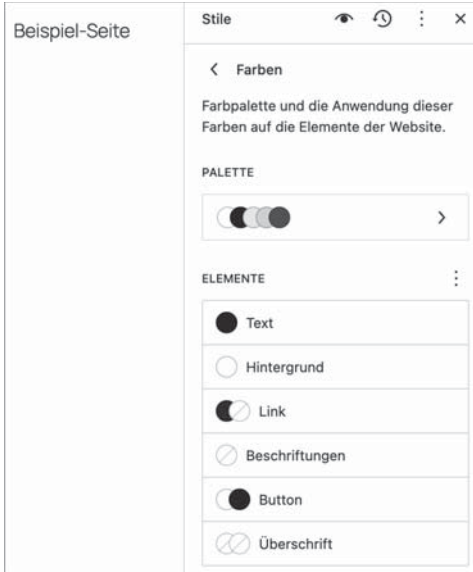 Beispiel-Seite
Stile
Farben
Farbpalette und die Anwendung dieser
Farben auf die Elemente der Website.
PALETTE
ELEMENTE
Text
Hintergrund
Link
Beschriftungen
Button
Überschrift